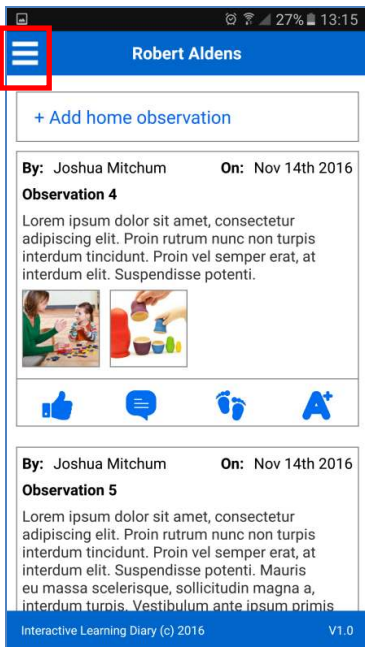 27% 13:15
Robert Aldens
+ Add home observation
By: Joshua Mitchum On: Nov 14th 2016
Observation 4
Lorem ipsum dolor sit amet, consectetur
adipiscing elit. Proin rutrum nunc non turpis
interdum tincidunt. Proin vel semper erat, at
interdum elit. Suspendisse potenti.
A+
By: Joshua Mitchum On: Nov 14th 2016
Observation 5
Lorem ipsum dolor sit amet, consectetur
adipiscing elit. Proin rutrum nunc non turpis
interdum tincidunt. Proin vel semper erat, at
interdum elit. Suspendisse potenti. Mauris
eu massa scelerisque, sollicitudin magna a,
interdum turpis. Vestibulum ante ipsum primis
Interactive Learning Diary (c) 2016 V1.0